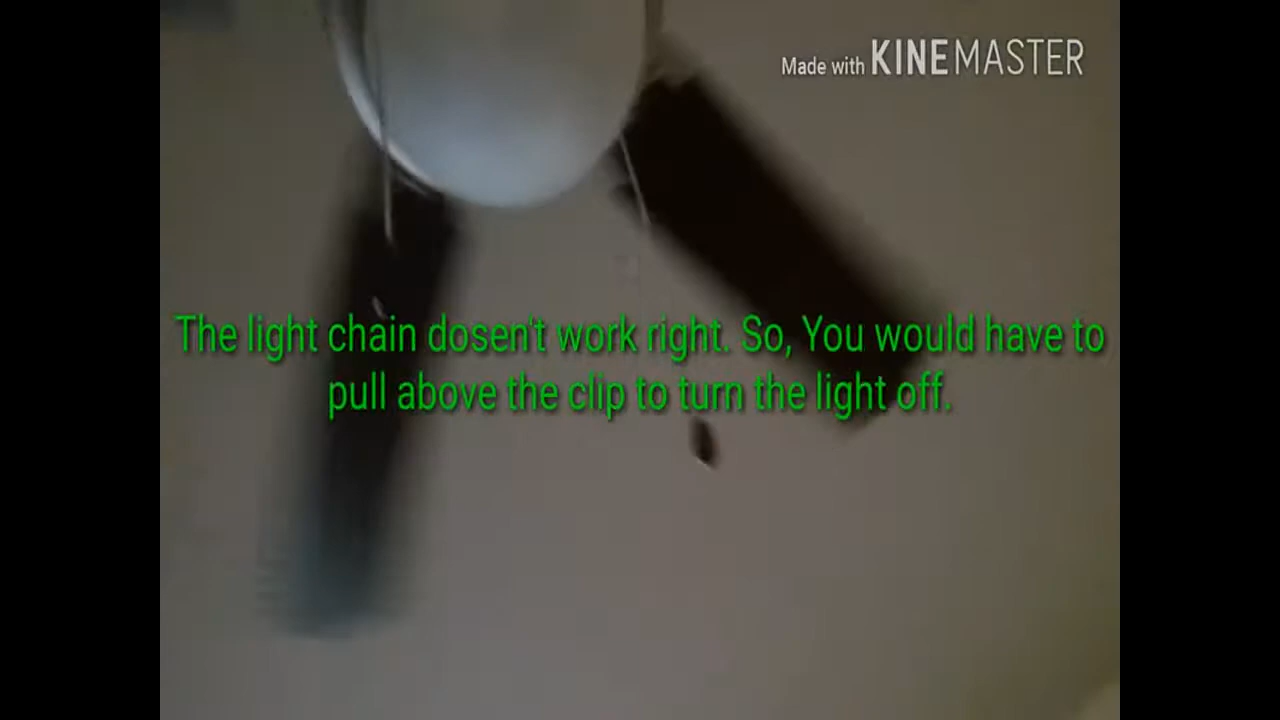 Made with KINEMASTER
The light chain dosen't work right. So, You would have to
pull above the clip to turn the light off.